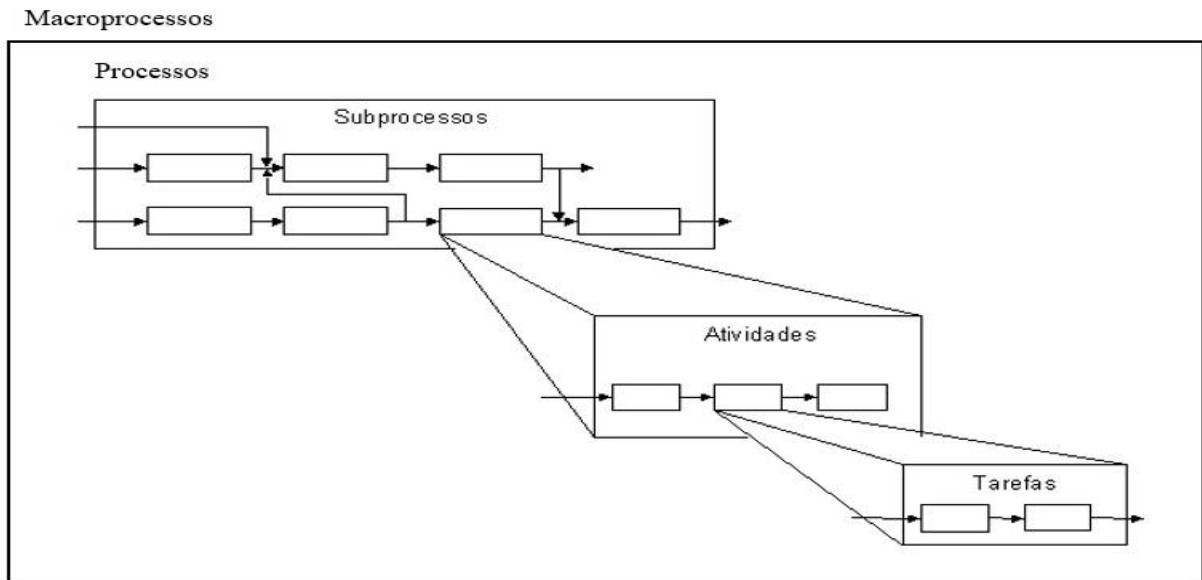 Macroprocessos
Processos
Subprocessos
Atividades
Tarefas